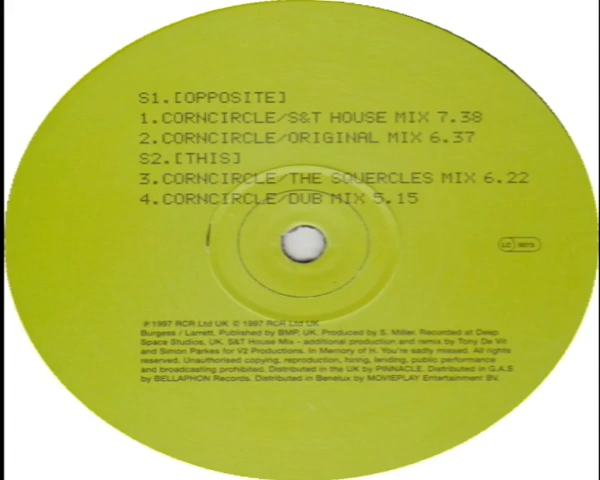 S1.[OPPOSITE]
1.CORNCIRCLE/S&T HOUSE MIX 7.38
2.CORNCIRCLE/ORIGINAL MIX 6.37
S2.[THIS]
3.CORNCIRCLE/THE SQUERCLES MIX 6.22
4.CORNCIRCLE/DUB MIX 5.15
LC
℗ 1997 RCR Ltd UK © 1997 RCR Ltd UK
Burgess / Larrett. Published by BMP, UK. Produced by S. Miller. Recorded at Deep
Space Studios, UK. S&T House Mix - additional production and remix by Tony De Vit
and Simon Parkes for V2 Productions. In Memory of H. You're sadly missed. All rights
reserved. Unauthorised copying, reproduction, hiring, lending, public performance
and broadcasting prohibited. Distributed in the UK by PINNACLE. Distributed in G.A.S
by BELLAPHON Records. Distributed in Benelux by MOVIEPLAY Entertainment BV.